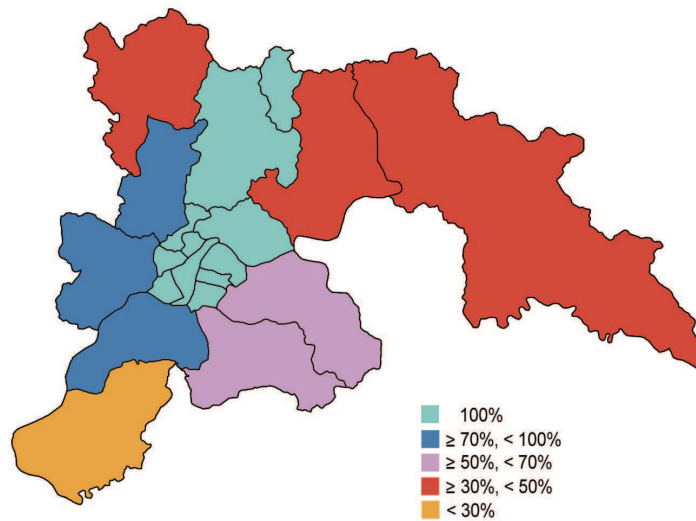 100%
≥ 70%, < 100%
≥ 50%, < 70%
≥ 30%, < 50%
< 30%